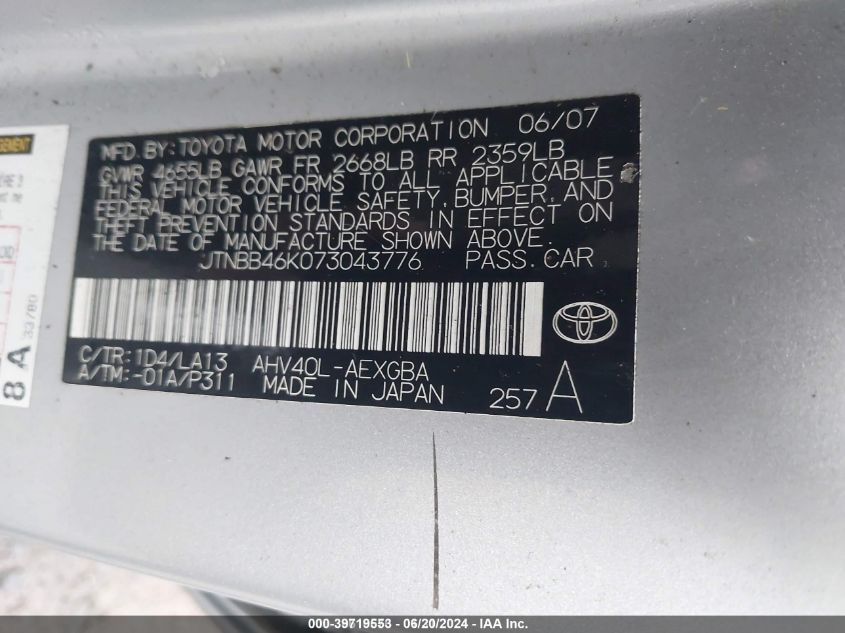 MFD.BY:TOYOTA MOTOR CORPORATION 06/07
GVWR 4655LB GAWR FR 2668LB RR 2359LB
THIS VEHICLE CONFORMS TO ALL APPLICABLE
FEDERAL MOTOR VEHICLE SAFETY, BUMPER, AND
THEFT PREVENTION STANDARDS IN EFFECT ON
THE DATE OF MANUFACTURE SHOWN ABOVE.
JTNBB46K073043776 PASS.CAR
C/TR:1D4/LA13 AHV40L-AEXGBA
A/TM:-01A/P311 MADE IN JAPAN
257 A
8 A 33780
000-39719553 - 06/20/2024 - IAA Inc.